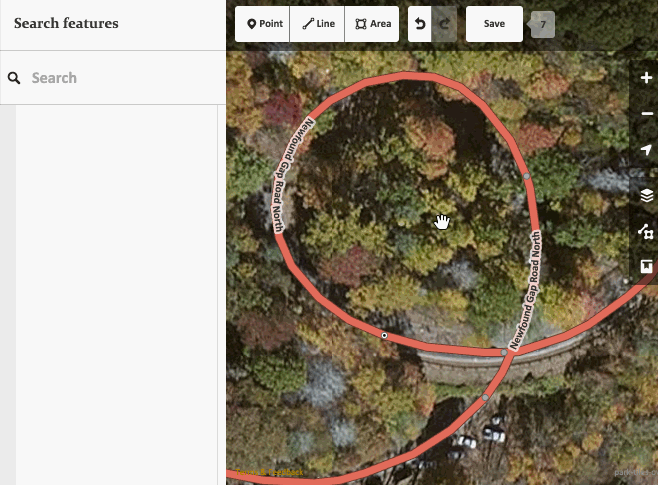 Search features
Point
Line
Area
Save
7
Search
Newfound Gap Road North
Newfound Gap Road North